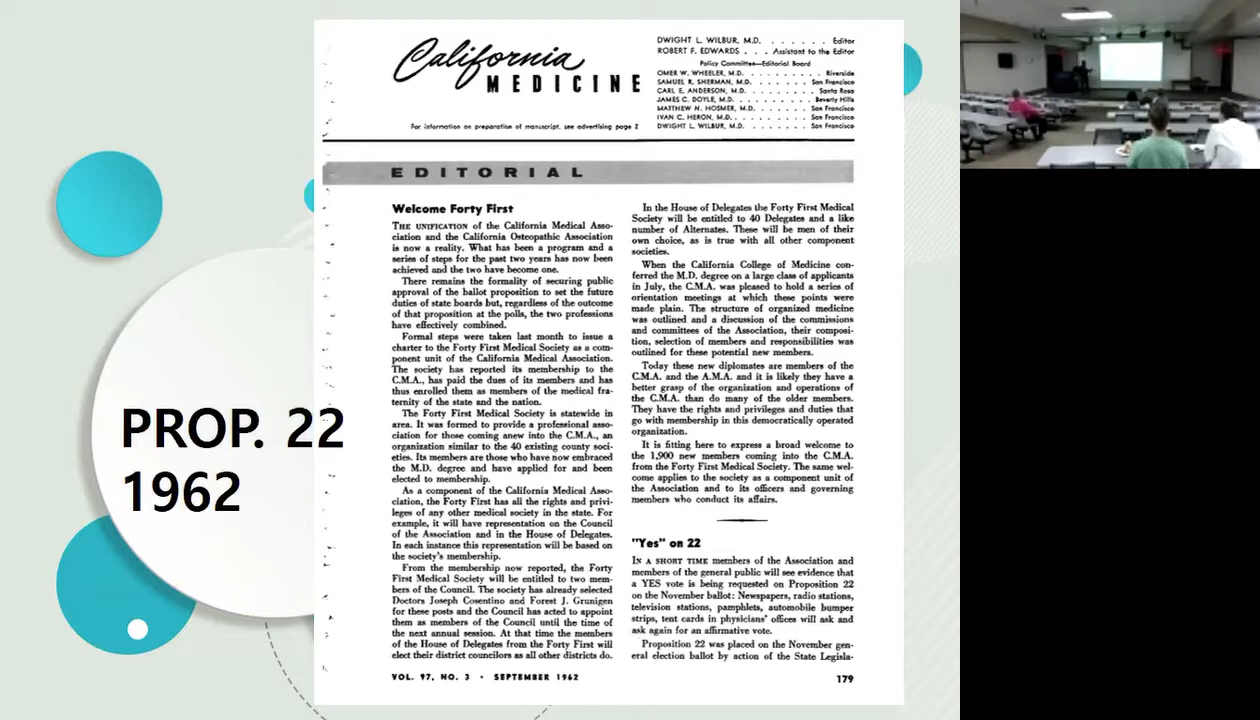 PROP. 22
1962
California
MEDICINE
For information on preparation of manuscript, see advertising page 2
DWIGHT L. WILBUR, M.D. . . . . . . . Editor
ROBERT F. EDWARDS . . . Assistant to the Editor
Policy Committee—Editorial Board
OMER W. WHEELER, M.D. . . . . . . . . . Riverside
SAMUEL R. SHERMAN, M.D. . . . . . . San Francisco
CARL E. ANDERSON, M.D. . . . . . . . . Santa Rosa
JAMES C. DOYLE, M.D. . . . . . . . . Beverly Hills
MATTHEW N. HOSMER, M.D. . . . . . San Francisco
IVAN C. HERON, M.D. . . . . . . . . San Francisco
DWIGHT L. WILBUR, M.D. . . . . . . San Francisco
EDITORIAL
Welcome Forty First
THE UNIFICATION of the California Medical Asso-
ciation and the California Osteopathic Association
is now a reality. What has been a program and a
series of steps for the past two years has now been
achieved and the two have become one.
There remains the formality of securing public
approval of the ballot proposition to set the future
duties of state boards but, regardless of the outcome
of that proposition at the polls, the two professions
have effectively combined.
Formal steps were taken last month to issue a
charter to the Forty First Medical Society as a com-
ponent unit of the California Medical Association.
The society has reported its membership to the
C.M.A., has paid the dues of its members and has
thus enrolled them as members of the medical fra-
ternity of the state and the nation.
The Forty First Medical Society is statewide in
area. It was formed to provide a professional asso-
ciation for those coming anew into the C.M.A., an
organization similar to the 40 existing county soci-
eties. Its members are those who have now embraced
the M.D. degree and have applied for and been
elected to membership.
As a component of the California Medical Asso-
ciation, the Forty First has all the rights and privi-
leges of any other medical society in the state. For
example, it will have representation on the Council
of the Association and in the House of Delegates.
In each instance this representation will be based on
the society's membership.
From the membership now reported, the Forty
First Medical Society will be entitled to two mem-
bers of the Council. The society has already selected
Doctors Joseph Cosentino and Forest J. Grunigen
for these posts and the Council has acted to appoint
them as members of the Council until the time of
the next annual session. At that time the members
of the House of Delegates from the Forty First will
elect their district councilors as all other districts do.
In the House of Delegates the Forty First Medical
Society will be entitled to 40 Delegates and a like
number of Alternates. These will be men of their
own choice, as is true with all other component
societies.
When the California College of Medicine con-
ferred the M.D. degree on a large class of applicants
in July, the C.M.A. was pleased to hold a series of
orientation meetings at which these points were
made plain. The structure of organized medicine
was outlined and a discussion of the commissions
and committees of the Association, their composi-
tion, selection of members and responsibilities was
outlined for these potential new members.
Today these new diplomates are members of the
C.M.A. and the A.M.A. and it is likely they have a
better grasp of the organization and operations of
the C.M.A. than do many of the older members.
They have the rights and privileges and duties that
go with membership in this democratically operated
organization.
It is fitting here to express a broad welcome to
the 1,900 new members coming into the C.M.A.
from the Forty First Medical Society. The same wel-
come applies to the society as a component unit of
the Association and to its officers and governing
members who conduct its affairs.
"Yes" on 22
IN A SHORT TIME members of the Association and
members of the general public will see evidence that
a YES vote is being requested on Proposition 22
on the November ballot: Newspapers, radio stations,
television stations, pamphlets, automobile bumper
strips, tent cards in physicians' offices will ask and
ask again for an affirmative vote.
Proposition 22 was placed on the November gen-
eral election ballot by action of the State Legisla-
VOL. 97, NO. 3 • SEPTEMBER 1962
179